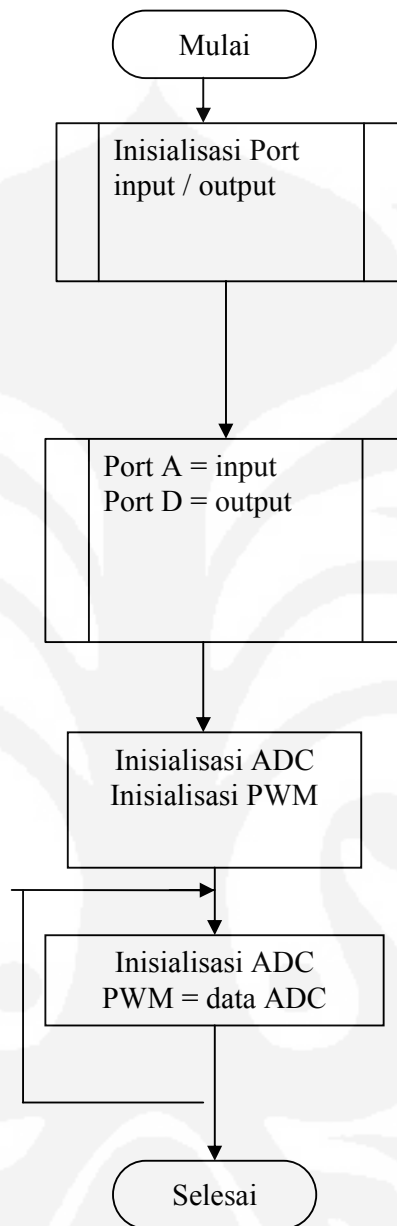 Mulai
Inisialisasi Port
input / output
Port A = input
Port D = output
Inisialisasi ADC
Inisialisasi PWM
Inisialisasi ADC
PWM = data ADC
Selesai